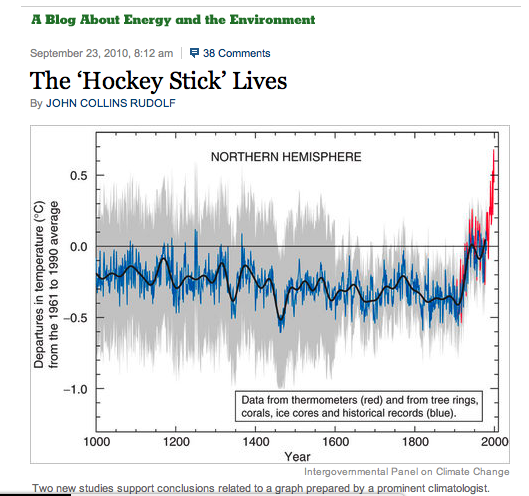 A Blog About Energy and the Environment
September 23, 2010, 8:12 am 38 Comments
The ‘Hockey Stick’ Lives
By JOHN COLLINS RUDOLF
NORTHERN HEMISPHERE
Departures in temperature (°C)
from the 1961 to 1990 average
0.5
0.0
−0.5
−1.0
Data from thermometers (red) and from tree rings,
corals, ice cores and historical records (blue).
1000 1200 1400 1600 1800 2000
Year
Intergovernmental Panel on Climate Change
Two new studies support conclusions related to a graph prepared by a prominent climatologist.